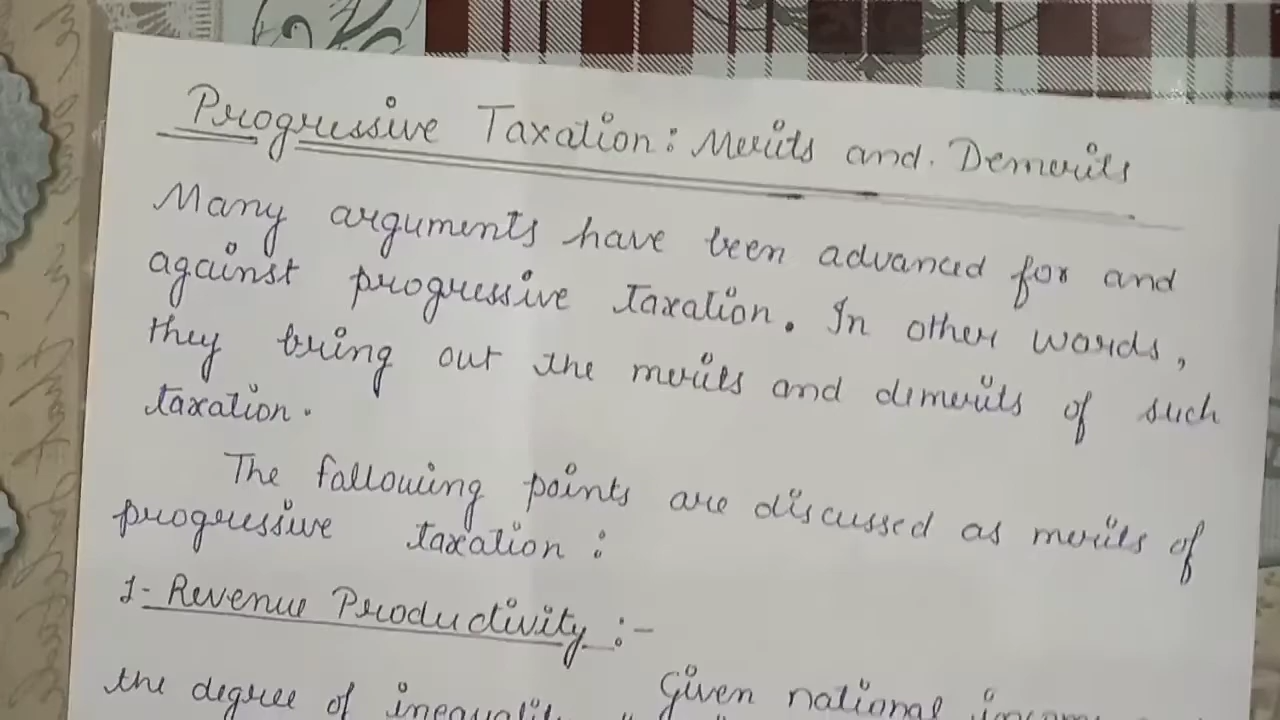 Progressive Taxation: Merits and Demerits
Many arguments have been advanced for and
against progressive taxation. In other words,
they bring out the merits and demerits of such
taxation.
The following points are discussed as merits of
progressive taxation:
1- Revenue Productivity :-
Given national income
the degree of inequality